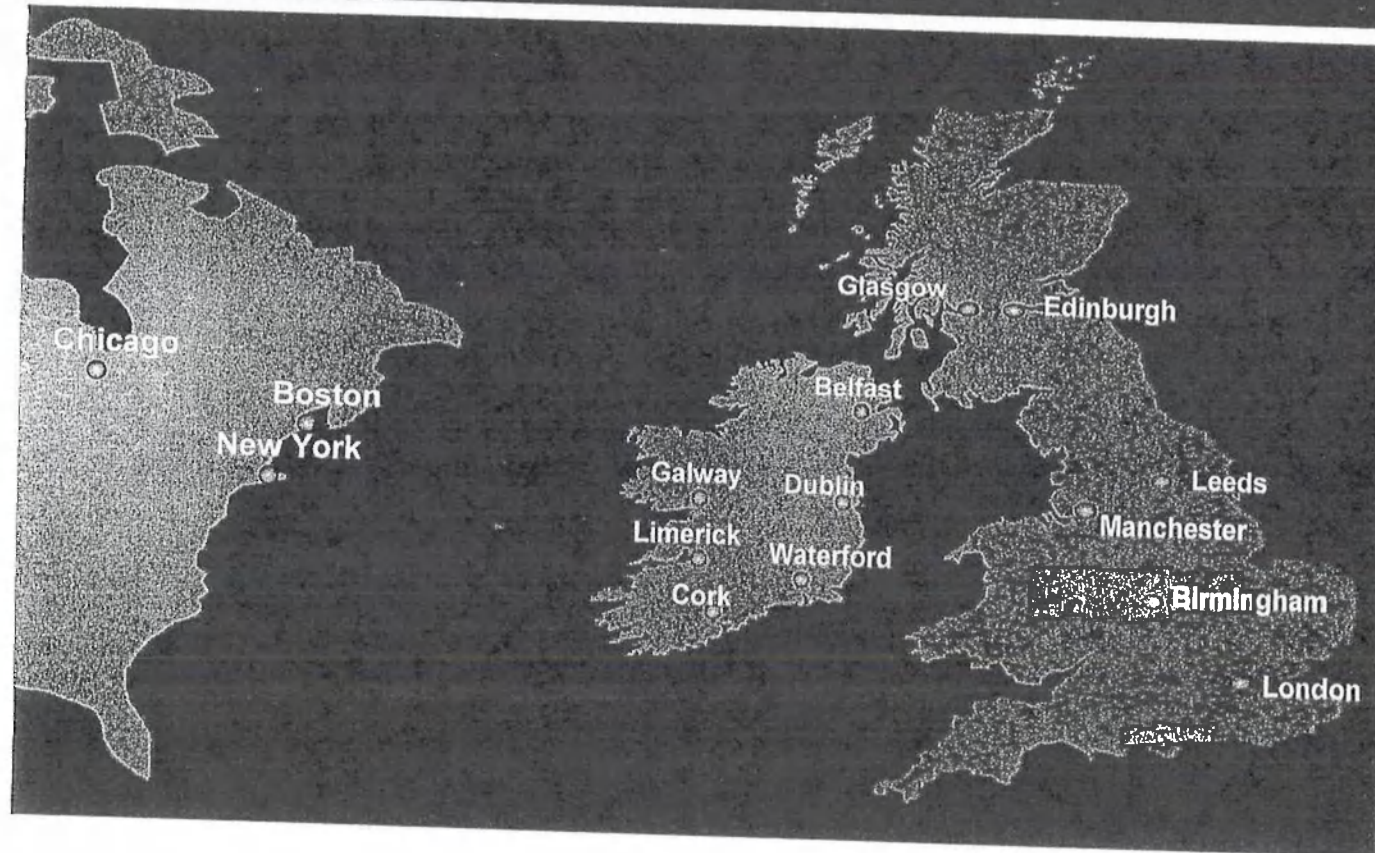 Glasgow
Edinburgh
Chicago
Boston
Belfast
New York
Galway
Dublin
Leeds
Limerick
Manchester
Waterford
Cork
Birmingham
London